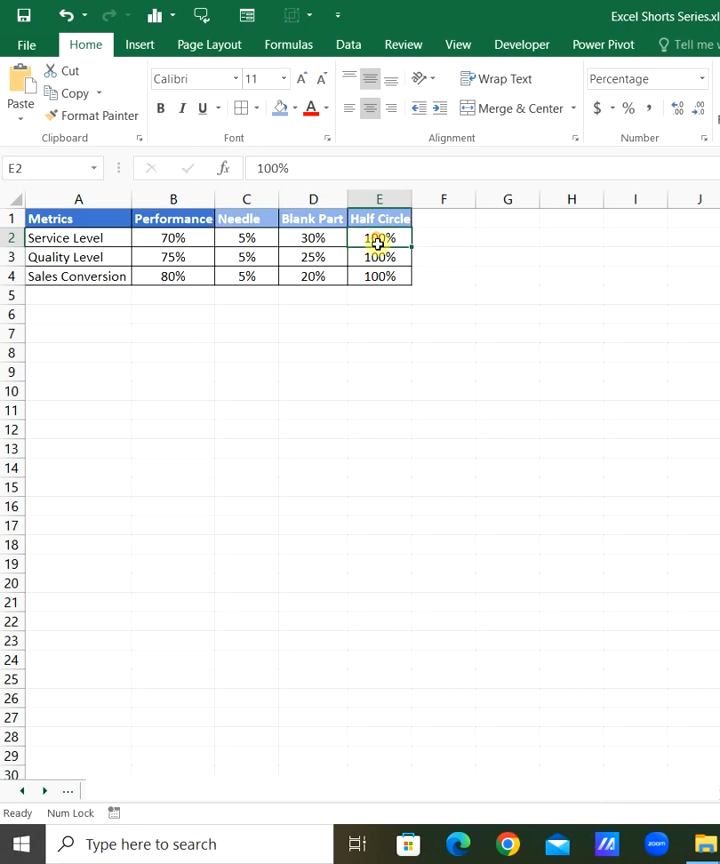 Excel Shorts Series.xl
File Home Insert Page Layout Formulas Data Review View Developer Power Pivot Tell me
Paste Cut Copy Format Painter
Calibri 11 A A
B I U A
Wrap Text
Merge & Center
Percentage
$ % ,
Clipboard Font Alignment Number
E2 fx 100%
A B C D E F G H I J
1 Metrics Performance Needle Blank Part Half Circle
2 Service Level 70% 5% 30% 100%
3 Quality Level 75% 5% 25% 100%
4 Sales Conversion 80% 5% 20% 100%
5
6
7
8
9
10
11
12
13
14
15
16
17
18
19
20
21
22
23
24
25
26
27
28
29
30
...
Ready Num Lock
Type here to search
zoom